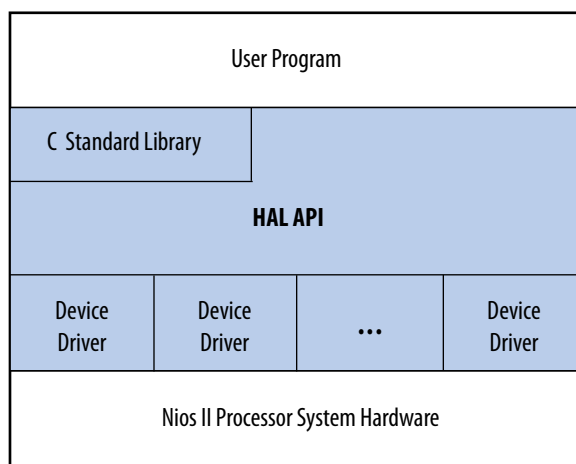 User Program
C Standard Library
HAL API
Device
Driver
Device
Driver
...
Device
Driver
Nios II Processor System Hardware